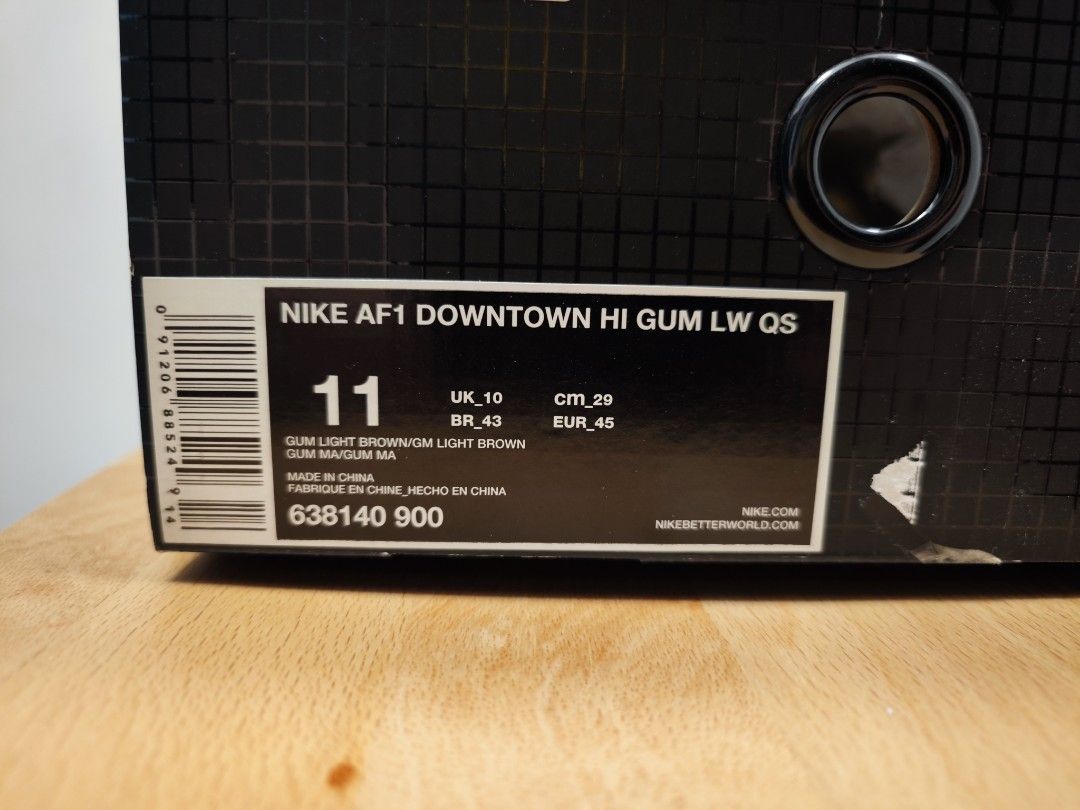 NIKE AF1 DOWNTOWN HI GUM LW QS
11
UK_10 cm_29
BR_43 EUR_45
GUM LIGHT BROWN/GM LIGHT BROWN
GUM MA/GUM MA
MADE IN CHINA
FABRIQUE EN CHINE_HECHO EN CHINA
638140 900
NIKE.COM
NIKEBETTERWORLD.COM
0 91206 88524 9 14